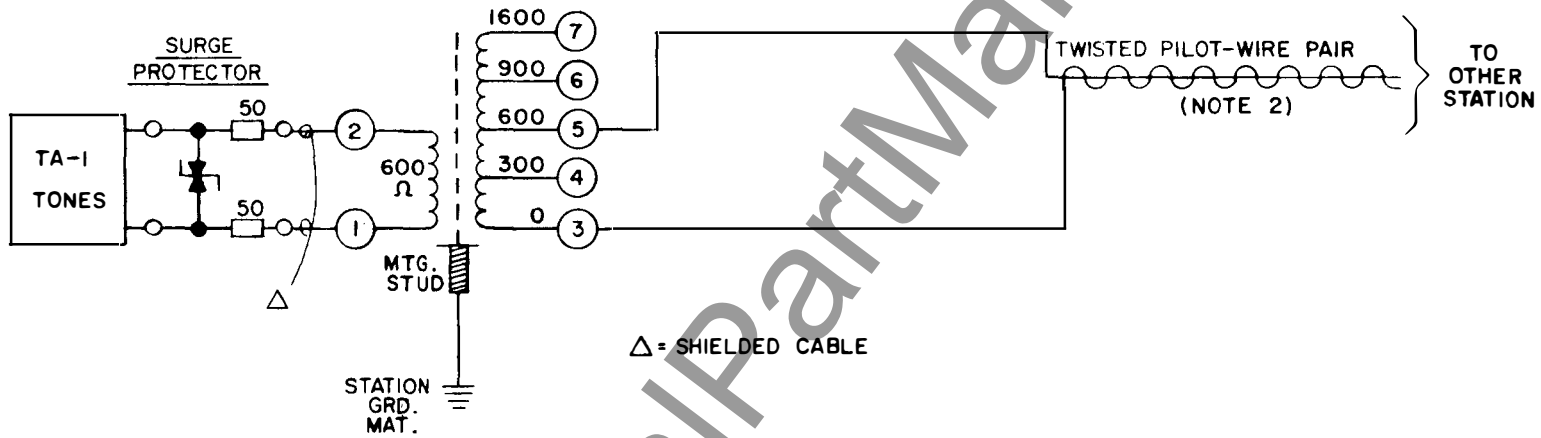 SURGE
PROTECTOR
TA-1
TONES
50
50
2
1
600
Ω
1600
900
600
300
0
7
6
5
4
3
MTG.
STUD
STATION
GRD.
MAT.
Δ
Δ = SHIELDED CABLE
TWISTED PILOT-WIRE PAIR
(NOTE 2)
TO
OTHER
STATION